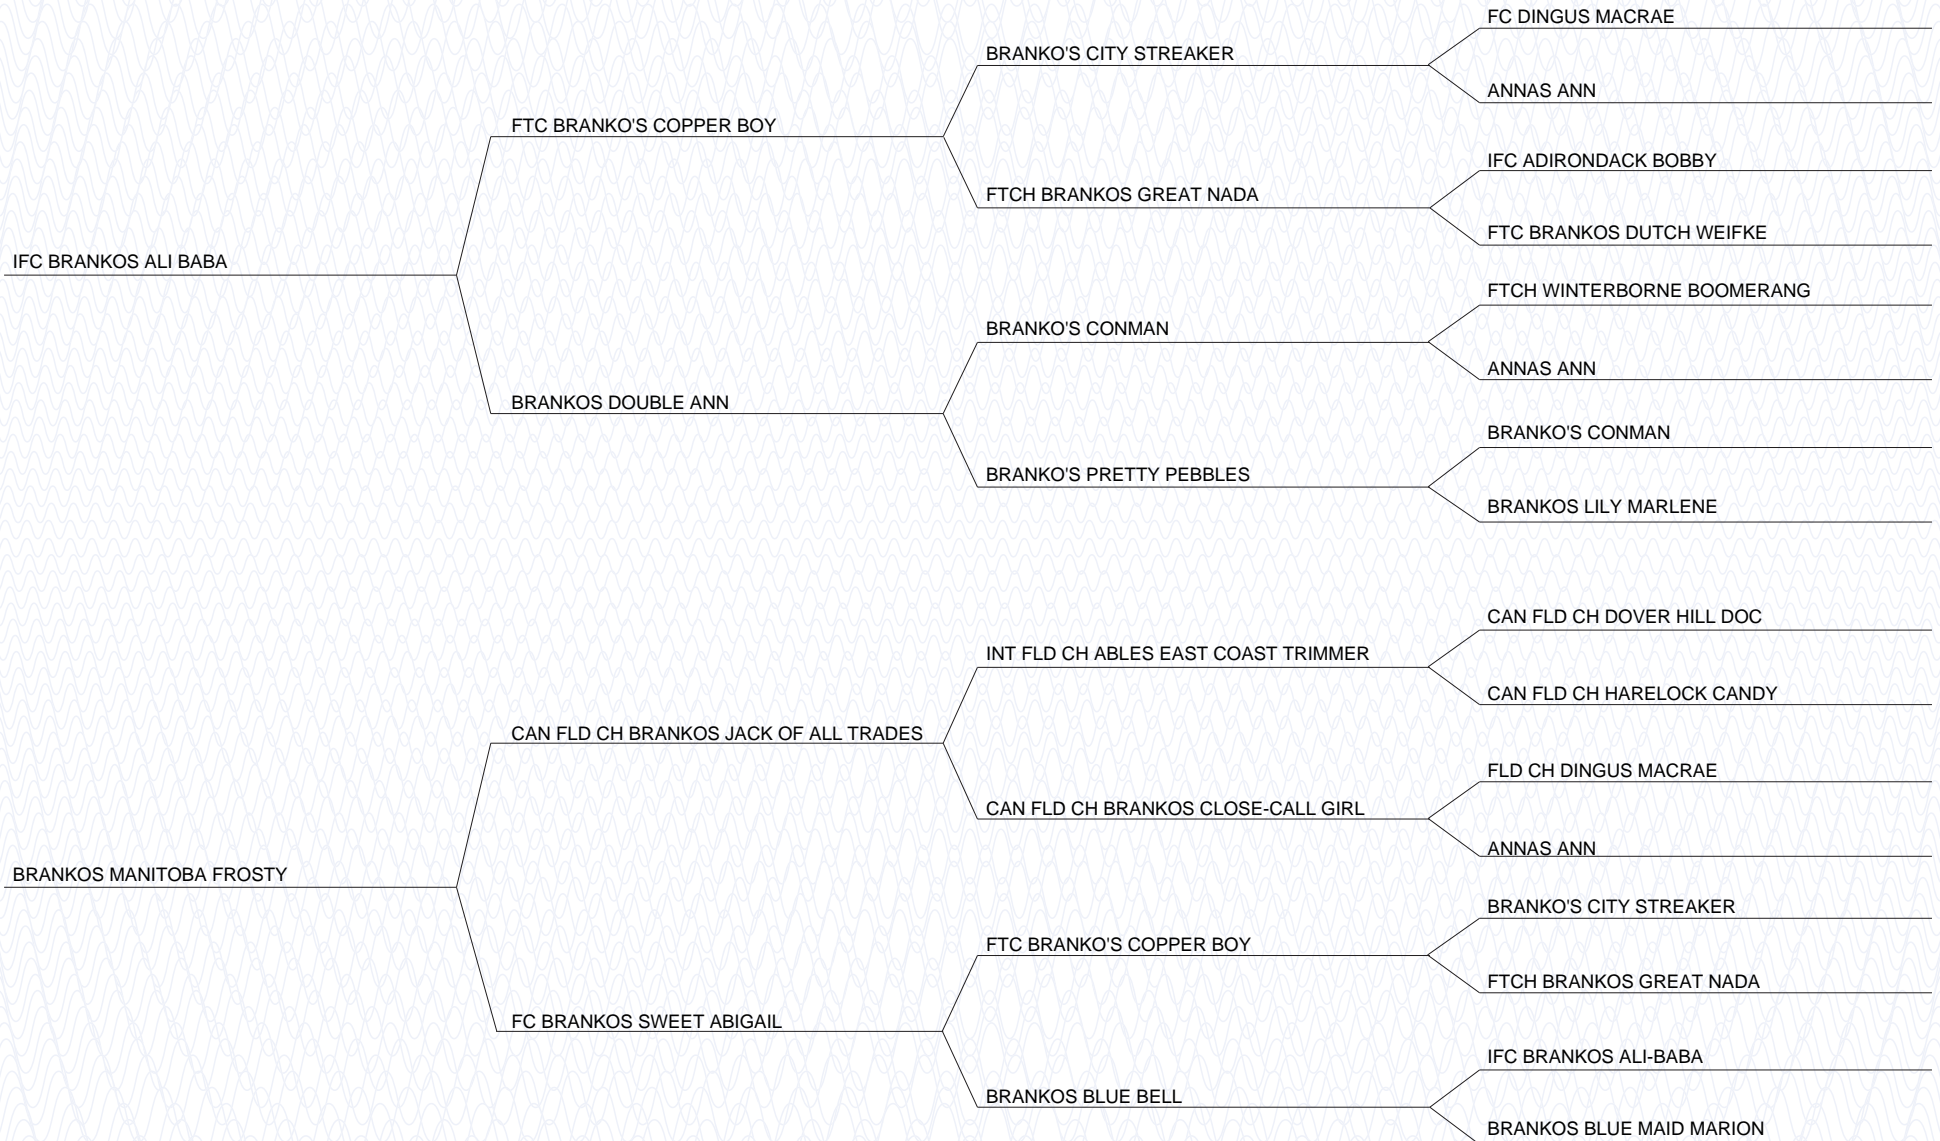 FC DINGUS MACRAE
BRANKO'S CITY STREAKER
ANNAS ANN
FTC BRANKO'S COPPER BOY
IFC ADIRONDACK BOBBY
FTCH BRANKOS GREAT NADA
FTC BRANKOS DUTCH WEIFKE
IFC BRANKOS ALI BABA
FTCH WINTERBORNE BOOMERANG
BRANKO'S CONMAN
ANNAS ANN
BRANKOS DOUBLE ANN
BRANKO'S CONMAN
BRANKO'S PRETTY PEBBLES
BRANKOS LILY MARLENE
CAN FLD CH DOVER HILL DOC
INT FLD CH ABLES EAST COAST TRIMMER
CAN FLD CH HARELOCK CANDY
CAN FLD CH BRANKOS JACK OF ALL TRADES
FLD CH DINGUS MACRAE
CAN FLD CH BRANKOS CLOSE-CALL GIRL
ANNAS ANN
BRANKOS MANITOBA FROSTY
BRANKO'S CITY STREAKER
FTC BRANKO'S COPPER BOY
FTCH BRANKOS GREAT NADA
FC BRANKOS SWEET ABIGAIL
IFC BRANKOS ALI-BABA
BRANKOS BLUE BELL
BRANKOS BLUE MAID MARION